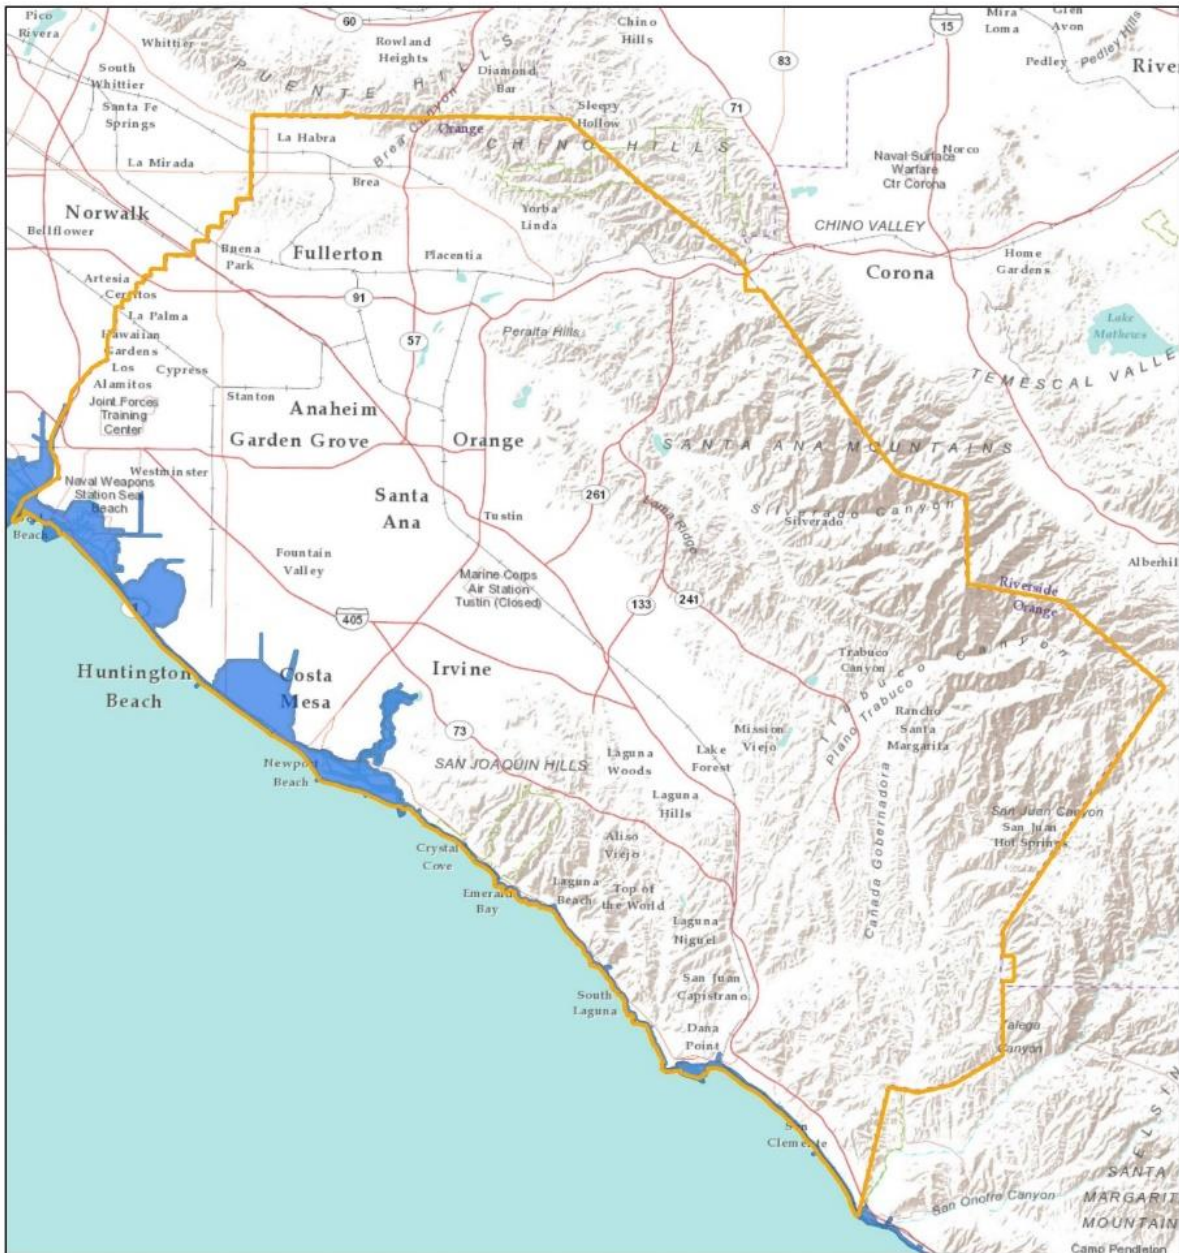 Pico
Rivera
Whittier
60
Rowland
Heights
Chino
Hills
15
Mira
Loma
Glen
Avon
Pedley Hills
Pedley
South
Whittier
PUENTE HILLS
Diamond
Bar
83
Santa Fe
Springs
71
Sleepy
Hollow
La Habra
Brea Canyon
Orange
CHINO HILLS
La Mirada
Brea
Naval Surface
Warfare
Ctr Corona
Norco
Norwalk
Bellflower
Yorba
Linda
CHINO VALLEY
Buena
Park
Fullerton
Placentia
Corona
Home
Gardens
Artesia
Cerritos
91
La Palma
Lake
Mathews
Hawaiian
Gardens
57
Peralta Hills
Los
Alamitos
Cypress
TEMESCAL VALLE
Joint Forces
Training
Center
Stanton
Anaheim
Garden Grove
Orange
SANTA ANA MOUNTAINS
Westminster
Naval Weapons
Station Seal
Beach
Santa
Ana
261
Loma Ridge
Silverado Canyon
Silverado
Tustin
Beach
Fountain
Valley
Marine Corps
Air Station
Tustin (Closed)
Alberhil
Riverside
Orange
133
241
1
405
Huntington
Beach
Costa
Mesa
Irvine
Trabuco
Canyon
Trabuco Canyon
Plano Trabuco
Rancho
Santa
Margarita
73
Mission
Viejo
Newport
Beach
SAN JOAQUIN HILLS
Laguna
Woods
Lake
Forest
Laguna
Hills
Cañada Gobernadora
San Juan Canyon
San Juan
Hot Springs
Crystal
Cove
Aliso
Viejo
Emerald
Bay
Laguna
Beach
Top of
the World
Laguna
Niguel
South
Laguna
San Juan
Capistrano
Dana
Point
Talega
Canyon
San
Clemente
ELSIN
San Onofre Canyon
SANTA
MARGARIT
MOUNTAIN
Camp Pendleton